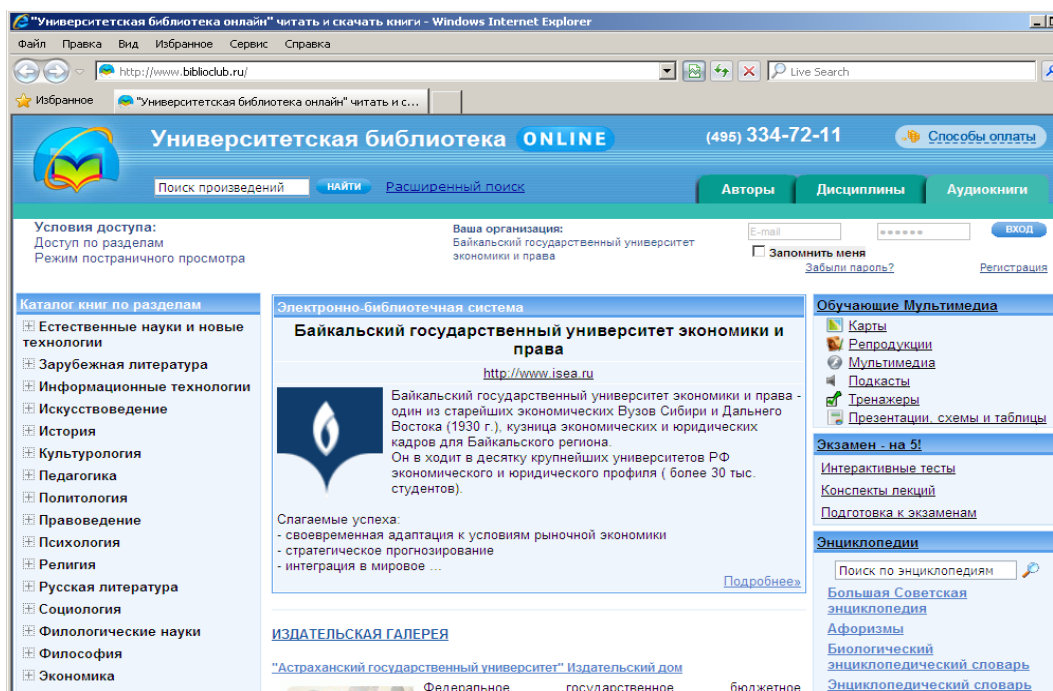 "Университетская библиотека онлайн" читать и скачать книги - Windows Internet Explorer
Файл Правка Вид Избранное Сервис Справка
http://www.biblioclub.ru/
Live Search
Избранное
"Университетская библиотека онлайн" читать и с...
Университетская библиотека ONLINE
(495) 334-72-11
Способы оплаты
Поиск произведений
НАЙТИ
Расширенный поиск
Авторы
Дисциплины
Аудиокниги
Условия доступа:
Доступ по разделам
Режим постраничного просмотра
Ваша организация:
Байкальский государственный университет
экономики и права
E-mail
ВХОД
Запомнить меня
Забыли пароль?
Регистрация
Каталог книг по разделам
Естественные науки и новые
технологии
Зарубежная литература
Информационные технологии
Искусствоведение
История
Культурология
Педагогика
Политология
Правоведение
Психология
Религия
Русская литература
Социология
Филологические науки
Философия
Экономика
Электронно-библиотечная система
Байкальский государственный университет экономики и
права
http://www.isea.ru
Байкальский государственный университет экономики и права -
один из старейших экономических Вузов Сибири и Дальнего
Востока (1930 г.), кузница экономических и юридических
кадров для Байкальского региона.
Он в ходит в десятку крупнейших университетов РФ
экономического и юридического профиля ( более 30 тыс.
студентов).
Слагаемые успеха:
- своевременная адаптация к условиям рыночной экономики
- стратегическое прогнозирование
- интеграция в мировое ...
Подробнее»
ИЗДАТЕЛЬСКАЯ ГАЛЕРЕЯ
"Астраханский государственный университет" Издательский дом
Федеральное государственное бюджетное
Обучающие Мультимедиа
Карты
Репродукции
Мультимедиа
Подкасты
Тренажеры
Презентации, схемы и таблицы
Экзамен - на 5!
Интерактивные тесты
Конспекты лекций
Подготовка к экзаменам
Энциклопедии
Поиск по энциклопедиям
Большая Советская
энциклопедия
Афоризмы
Биологический
энциклопедический словарь
Энциклопедический словарь